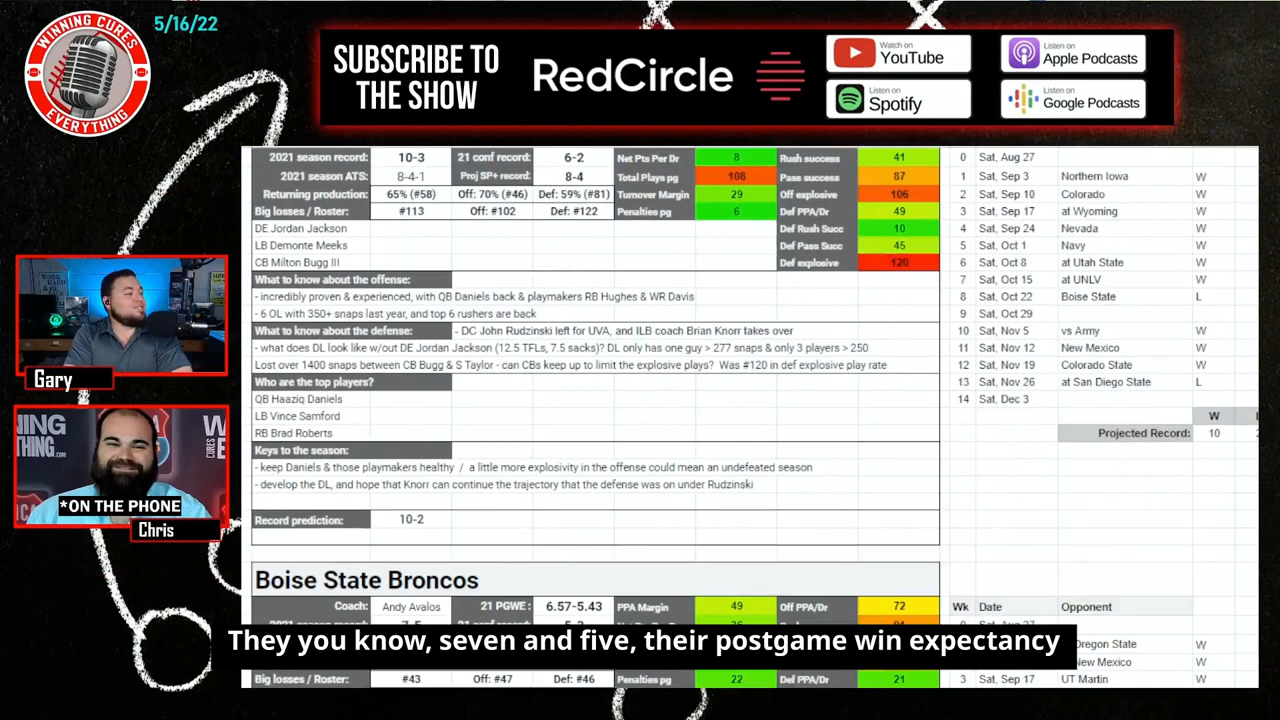 WINNING CURES
EVERYTHING
5/16/22
SUBSCRIBE TO
THE SHOW
RedCircle
Watch on
YouTube
Listen on
Apple Podcasts
Listen on
Spotify
Listen on
Google Podcasts
2021 season record: 10-3 21 conf record: 6-2 Net Pts Per Dr 8 Rush success 41
2021 season ATS: 8-4-1 Proj SP+ record: 8-4 Total Plays pg 108 Pass success 87
Returning production: 65% (#58) Off: 70% (#46) Def: 59% (#81) Turnover Margin 29 Off explosive 106
Big losses / Roster: #113 Off: #102 Def: #122 Penalties pg 6 Def PPA/Dr 49
DE Jordan Jackson Def Rush Succ 10
LB Demonte Meeks Def Pass Succ 45
CB Milton Bugg III Def explosive 120
What to know about the offense:
- incredibly proven & experienced, with QB Daniels back & playmakers RB Hughes & WR Davis
- 6 OL with 350+ snaps last year, and top 6 rushers are back
What to know about the defense: - DC John Rudzinski left for UVA, and ILB coach Brian Knorr takes over
- what does DL look like w/out DE Jordan Jackson (12.5 TFLs, 7.5 sacks)? DL only has one guy > 277 snaps & only 3 players > 250
Lost over 1400 snaps between CB Bugg & S Taylor - can CBs keep up to limit the explosive plays? Was #120 in def explosive play rate
Who are the top players?
QB Haaziq Daniels
LB Vince Samford
RB Brad Roberts
Keys to the season:
- keep Daniels & those playmakers healthy / a little more explosivity in the offense could mean an undefeated season
- develop the DL, and hope that Knorr can continue the trajectory that the defense was on under Rudzinski
Record prediction: 10-2
0 Sat, Aug 27
1 Sat, Sep 3 Northern Iowa W
2 Sat, Sep 10 Colorado W
3 Sat, Sep 17 at Wyoming W
4 Sat, Sep 24 Nevada W
5 Sat, Oct 1 Navy W
6 Sat, Oct 8 at Utah State W
7 Sat, Oct 15 at UNLV W
8 Sat, Oct 22 Boise State L
9 Sat, Oct 29
10 Sat, Nov 5 vs Army W
11 Sat, Nov 12 New Mexico W
12 Sat, Nov 19 Colorado State W
13 Sat, Nov 26 at San Diego State L
14 Sat, Dec 3
W
Projected Record: 10
Gary
*ON THE PHONE
Chris
Boise State Broncos
Coach: Andy Avalos 21 PGWE: 6.57-5.43 PPA Margin 49 Off PPA/Dr 72
Wk Date Opponent
Oregon State W
New Mexico W
They you know, seven and five, their postgame win expectancy
Big losses / Roster: #43 Off: #47 Def: #46 Penalties pg 22 Def PPA/Dr 21
3 Sat, Sep 17 UT Martin W